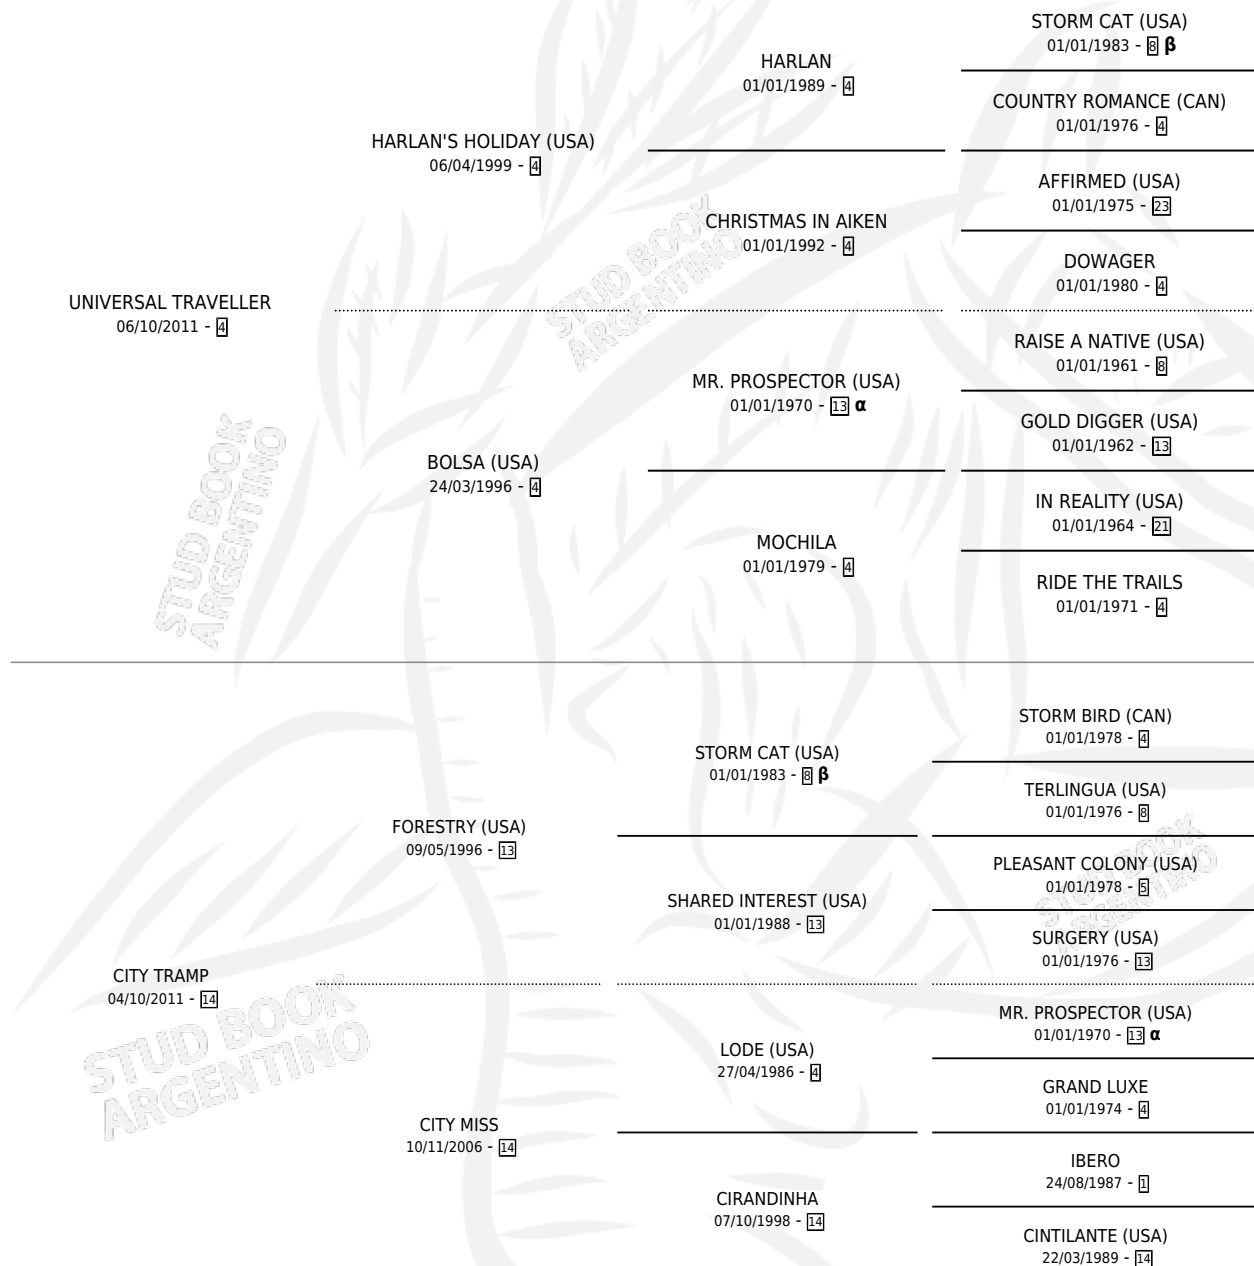 STORM CAT (USA)
01/01/1983 - 8 β
HARLAN
01/01/1989 - 4
COUNTRY ROMANCE (CAN)
01/01/1976 - 4
HARLAN'S HOLIDAY (USA)
06/04/1999 - 4
AFFIRMED (USA)
01/01/1975 - 23
CHRISTMAS IN AIKEN
01/01/1992 - 4
DOWAGER
01/01/1980 - 4
UNIVERSAL TRAVELLER
06/10/2011 - 4
RAISE A NATIVE (USA)
01/01/1961 - 8
MR. PROSPECTOR (USA)
01/01/1970 - 13 α
GOLD DIGGER (USA)
01/01/1962 - 13
BOLSA (USA)
24/03/1996 - 4
IN REALITY (USA)
01/01/1964 - 21
MOCHILA
01/01/1979 - 4
RIDE THE TRAILS
01/01/1971 - 4
STORM BIRD (CAN)
01/01/1978 - 4
STORM CAT (USA)
01/01/1983 - 8 β
TERLINGUA (USA)
01/01/1976 - 8
FORESTRY (USA)
09/05/1996 - 13
PLEASANT COLONY (USA)
01/01/1978 - 5
SHARED INTEREST (USA)
01/01/1988 - 13
SURGERY (USA)
01/01/1976 - 13
CITY TRAMP
04/10/2011 - 14
MR. PROSPECTOR (USA)
01/01/1970 - 13 α
LODE (USA)
27/04/1986 - 4
GRAND LUXE
01/01/1974 - 4
CITY MISS
10/11/2006 - 14
IBERO
24/08/1987 - 1
CIRANDINHA
07/10/1998 - 14
CINTILANTE (USA)
22/03/1989 - 14
STUD BOOK
ARGENTINO
STUD BOOK
ARGENTINO
STUD BOOK
ARGENTINO
STUD BOOK
ARGENTINO